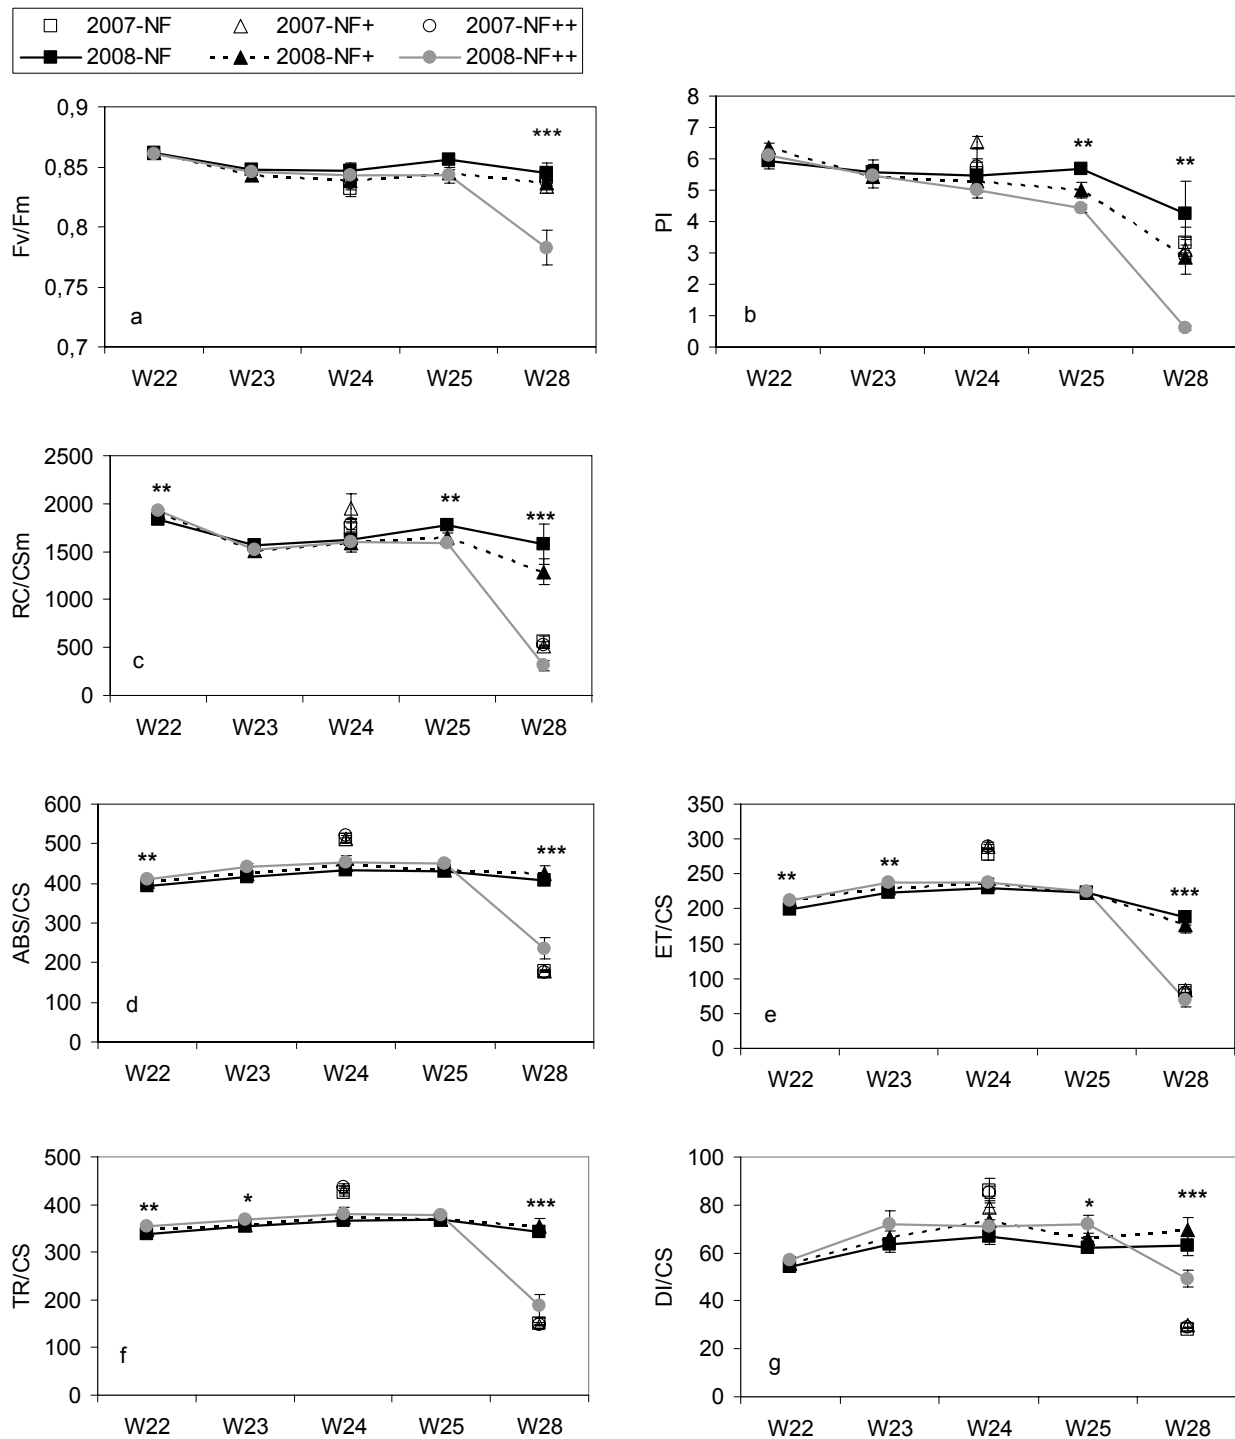 2007-NF 2007-NF+ 2007-NF++
2008-NF 2008-NF+ 2008-NF++
Fv/Fm
0,9
0,85
0,8
0,75
0,7
***
a
W22 W23 W24 W25 W28
PI
8
7
6
5
4
3
2
1
0
** **
b
W22 W23 W24 W25 W28
RC/CSm
2500
2000
1500
1000
500
0
** ** ***
c
W22 W23 W24 W25 W28
ABS/CS
600
500
400
300
200
100
0
** ***
d
W22 W23 W24 W25 W28
ET/CS
350
300
250
200
150
100
50
0
** ** ***
e
W22 W23 W24 W25 W28
TR/CS
500
400
300
200
100
0
** * ***
f
W22 W23 W24 W25 W28
DI/CS
100
80
60
40
20
0
* ***
g
W22 W23 W24 W25 W28